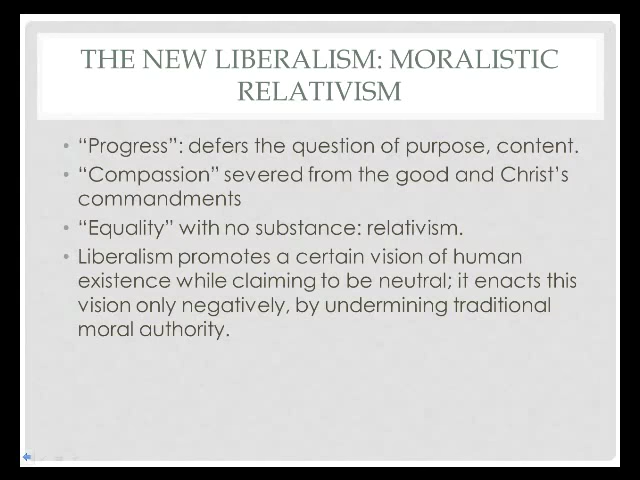 THE NEW LIBERALISM: MORALISTIC
RELATIVISM
• “Progress”: defers the question of purpose, content.
• “Compassion” severed from the good and Christ’s
commandments
• “Equality” with no substance: relativism.
• Liberalism promotes a certain vision of human
existence while claiming to be neutral; it enacts this
vision only negatively, by undermining traditional
moral authority.